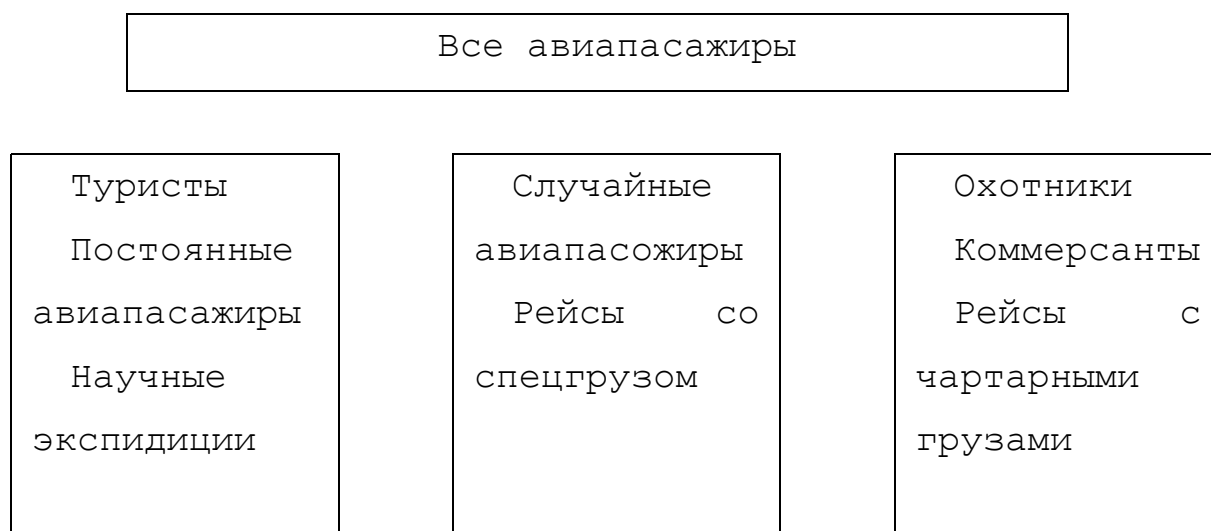 Все авиапасажиры
Туристы
Постоянные
авиапасажиры
Научные
экспидиции
Случайные
авиапасожиры
Рейсы со
спецгрузом
Охотники
Коммерсанты
Рейсы с
чартарными
грузами